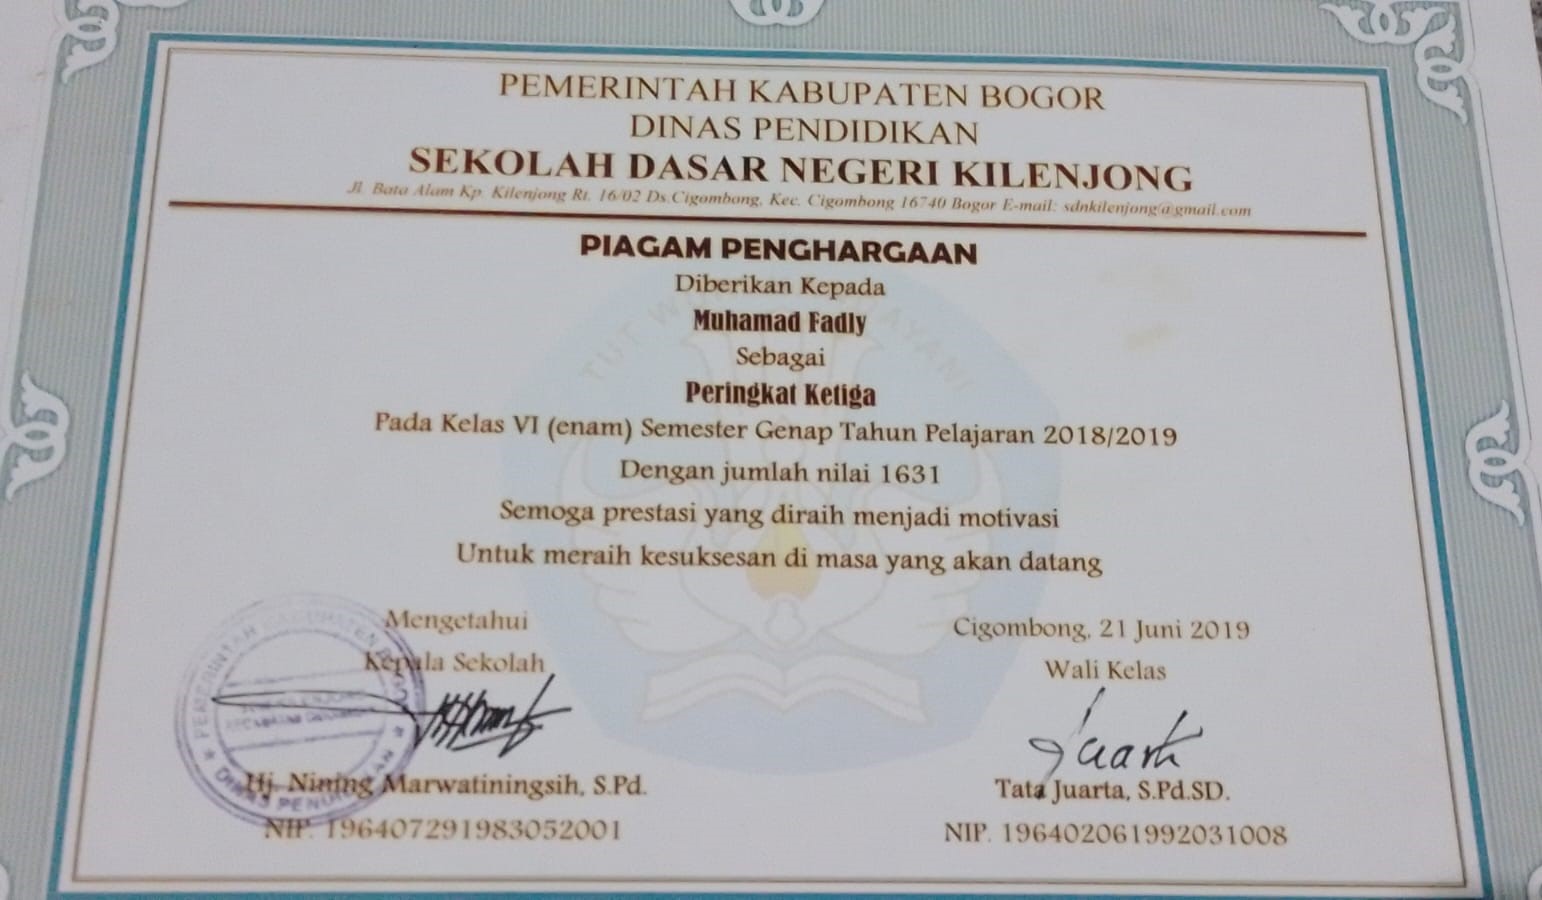 PEMERINTAH KABUPATEN BOGOR
DINAS PENDIDIKAN
SEKOLAH DASAR NEGERI KILENJONG
Jl. Bata Alam Kp. Kilenjong Rt. 16/02 Ds.Cigombong, Kec. Cigombong 16740 Bogor E-mail: sdnkilenjong@gmail.com
PIAGAM PENGHARGAAN
Diberikan Kepada
Muhamad Fadly
Sebagai
Peringkat Ketiga
Pada Kelas VI (enam) Semester Genap Tahun Pelajaran 2018/2019
Dengan jumlah nilai 1631
Semoga prestasi yang diraih menjadi motivasi
Untuk meraih kesuksesan di masa yang akan datang
Mengetahui
Kepala Sekolah
Hj. Nining Marwatiningsih, S.Pd.
NIP. 196407291983052001
Cigombong, 21 Juni 2019
Wali Kelas
Tata Juarta, S.Pd.SD.
NIP. 196402061992031008
TUT HANDAYANI
PEMERINTAH KABUPATEN BOGOR
DINAS PENDIDIKAN